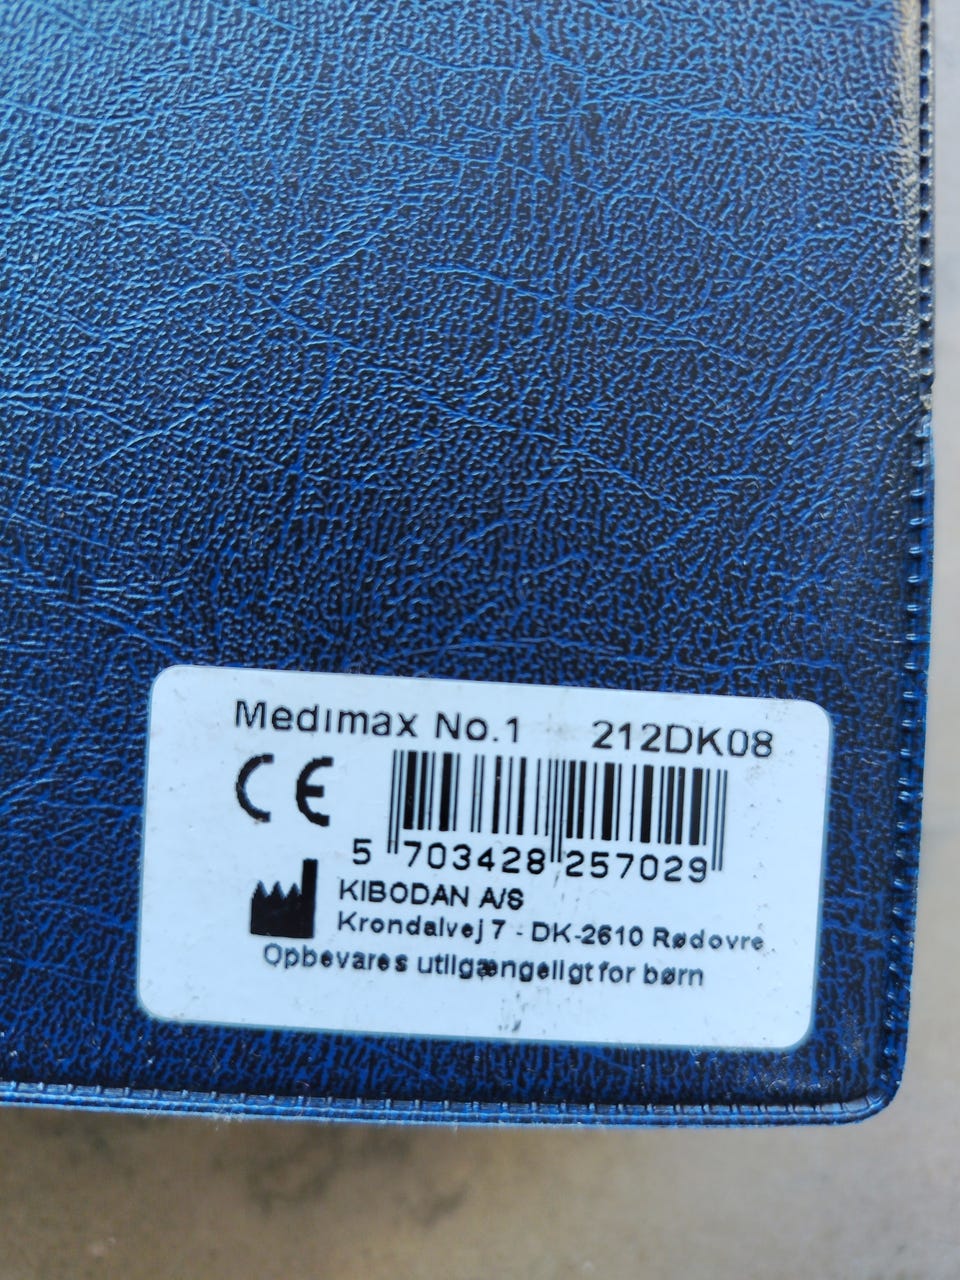 Medimax No.1 212DK08
CE
5 703428 257029
KIBODAN A/S
Krondalvej 7 - DK-2610 Rødovre
Opbevares utilgængeligt for børn